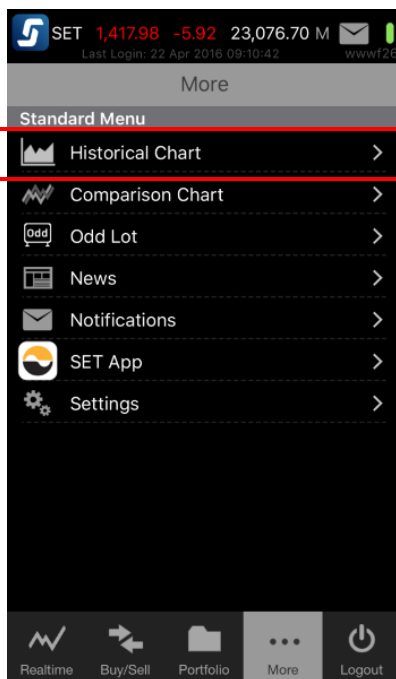 SET 1,417.98 -5.92 23,076.70 M
Last Login: 22 Apr 2016 09:10:42 wwwf26
More
Standard Menu
Historical Chart
Comparison Chart
Odd Odd Lot
News
Notifications
SET App
Settings
Realtime Buy/Sell Portfolio More Logout